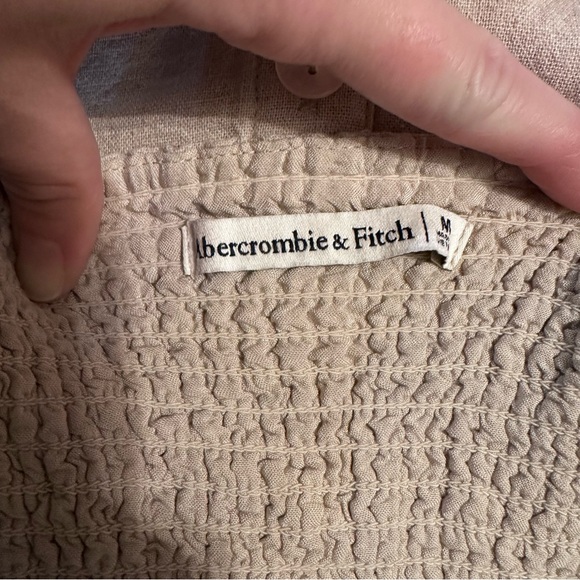 Abercrombie & Fitch | M